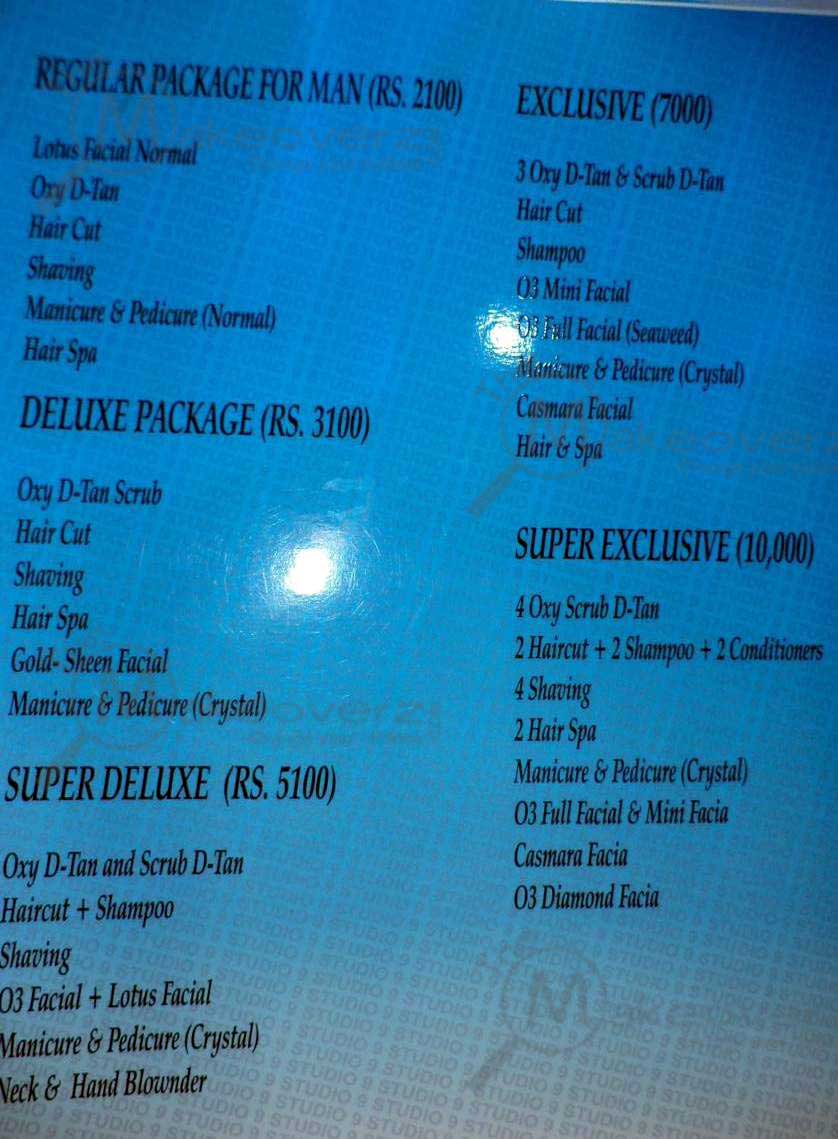 REGULAR PACKAGE FOR MAN (RS. 2100)
Lotus Facial Normal
Oxy D-Tan
Hair Cut
Shaving
Manicure & Pedicure (Normal)
Hair Spa
DELUXE PACKAGE (RS. 3100)
Oxy D-Tan Scrub
Hair Cut
Shaving
Hair Spa
Gold- Sheen Facial
Manicure & Pedicure (Crystal)
SUPER DELUXE (RS. 5100)
Oxy D-Tan and Scrub D-Tan
Haircut + Shampoo
Shaving
O3 Facial + Lotus Facial
Manicure & Pedicure (Crystal)
Neck & Hand Blownder
EXCLUSIVE (7000)
3 Oxy D-Tan & Scrub D-Tan
Hair Cut
Shampoo
O3 Mini Facial
O3 Full Facial (Seaweed)
Manicure & Pedicure (Crystal)
Casmara Facial
Hair & Spa
SUPER EXCLUSIVE (10,000)
4 Oxy Scrub D-Tan
2 Haircut + 2 Shampoo + 2 Conditioners
4 Shaving
2 Hair Spa
Manicure & Pedicure (Crystal)
O3 Full Facial & Mini Facia
Casmara Facia
O3 Diamond Facia